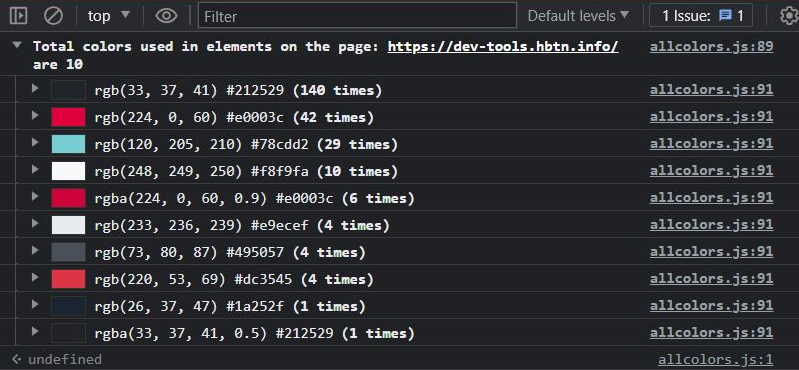 top Filter Default levels 1 Issue: 1
Total colors used in elements on the page: https://dev-tools.hbtn.info/ allcolors.js:89
are 10
rgb(33, 37, 41) #212529 (140 times) allcolors.js:91
rgb(224, 0, 60) #e0003c (42 times) allcolors.js:91
rgb(120, 205, 210) #78cdd2 (29 times) allcolors.js:91
rgb(248, 249, 250) #f8f9fa (10 times) allcolors.js:91
rgba(224, 0, 60, 0.9) #e0003c (6 times) allcolors.js:91
rgb(233, 236, 239) #e9ecef (4 times) allcolors.js:91
rgb(73, 80, 87) #495057 (4 times) allcolors.js:91
rgb(220, 53, 69) #dc3545 (4 times) allcolors.js:91
rgb(26, 37, 47) #1a252f (1 times) allcolors.js:91
rgba(33, 37, 41, 0.5) #212529 (1 times) allcolors.js:91
undefined allcolors.js:1